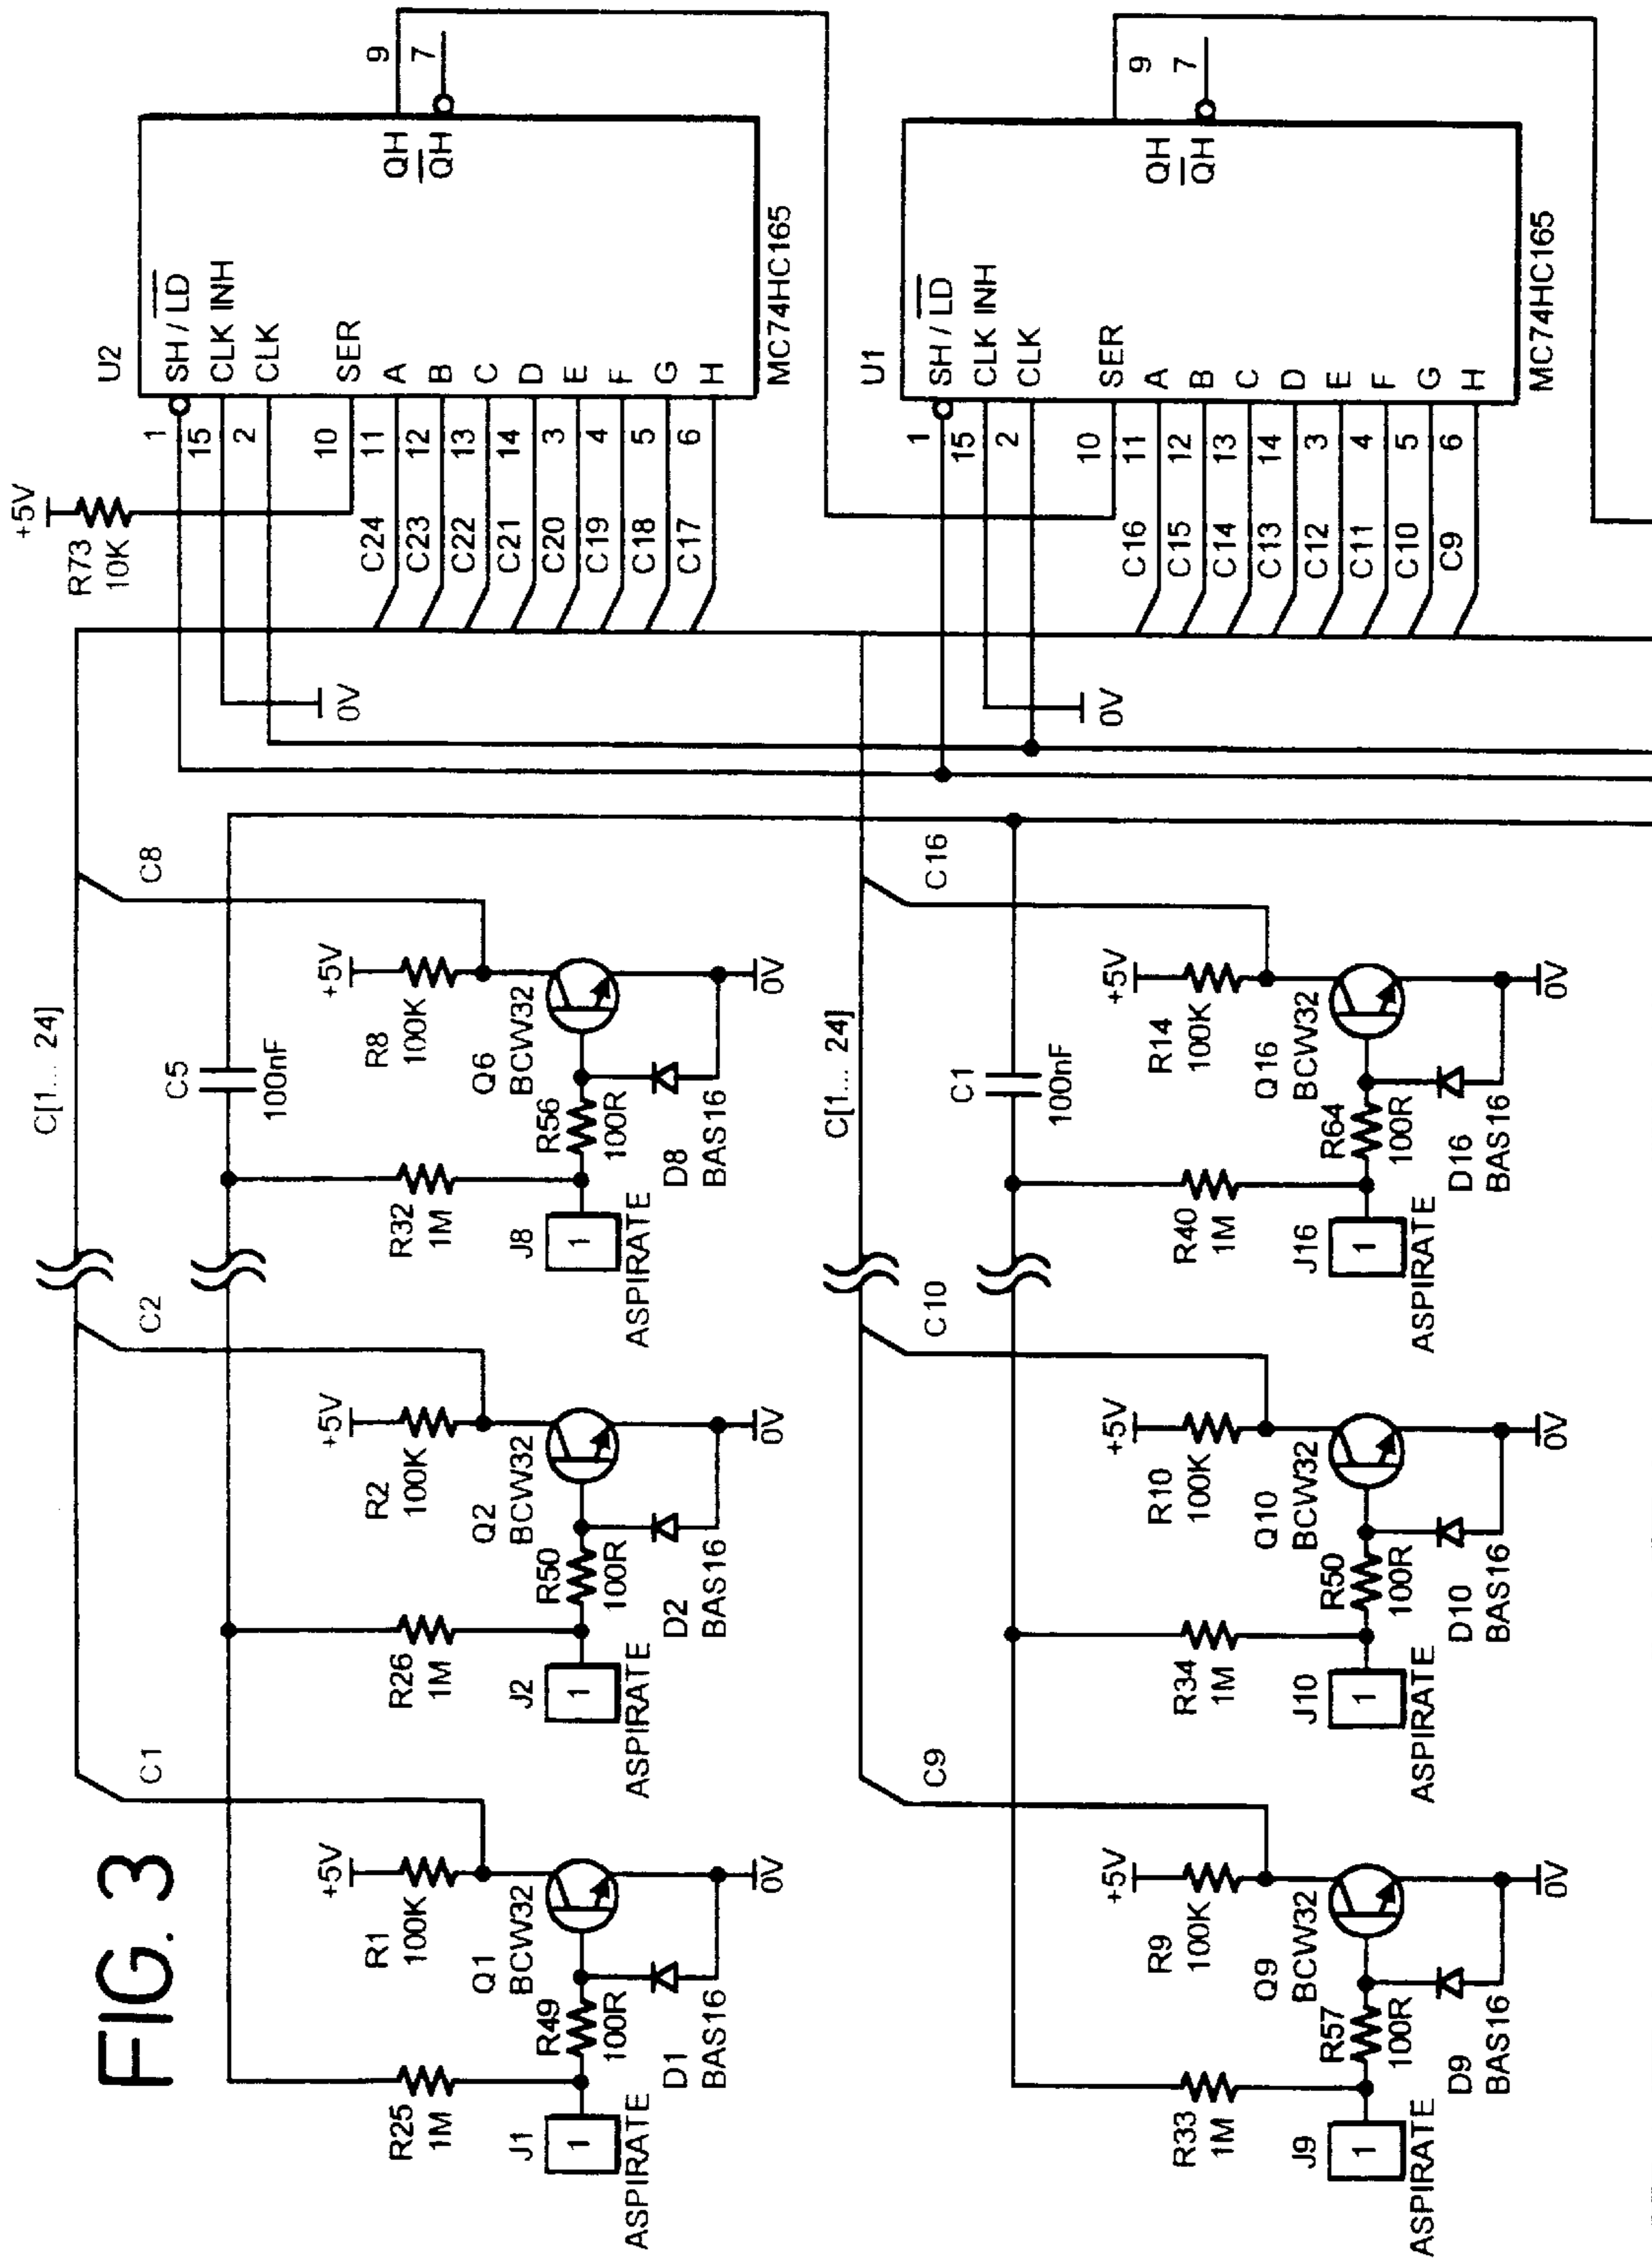 FIG. 3
C[1... 24]
C1
C2
C8
C5
100nF
R25
1M
J1
1
ASPIRATE
R49
100R
D1
BAS16
Q1
BCW32
R1
100K
+5V
0V
R26
1M
J2
1
ASPIRATE
R50
100R
D2
BAS16
Q2
BCW32
R2
100K
+5V
0V
R32
1M
J8
1
ASPIRATE
R56
100R
D8
BAS16
Q6
BCW32
R8
100K
+5V
0V
+5V
R73
10K
U2
1
15
2
10
11
12
13
14
3
4
5
6
SH / LD
CLK INH
CLK
SER
A
B
C
D
E
F
G
H
QH
QH
9
7
MC74HC165
C24
C23
C22
C21
C20
C19
C18
C17
0V
C[1... 24]
C9
C10
C16
C1
100nF
R33
1M
J9
1
ASPIRATE
R57
100R
D9
BAS16
Q9
BCW32
R9
100K
+5V
0V
R34
1M
J10
1
ASPIRATE
R50
100R
D10
BAS16
Q10
BCW32
R10
100K
+5V
0V
R40
1M
J16
1
ASPIRATE
R64
100R
D16
BAS16
Q16
BCW32
R14
100K
+5V
0V
U1
1
15
2
10
11
12
13
14
3
4
5
6
SH / LD
CLK INH
CLK
SER
A
B
C
D
E
F
G
H
QH
QH
9
7
MC74HC165
C16
C15
C14
C13
C12
C11
C10
C9
0V